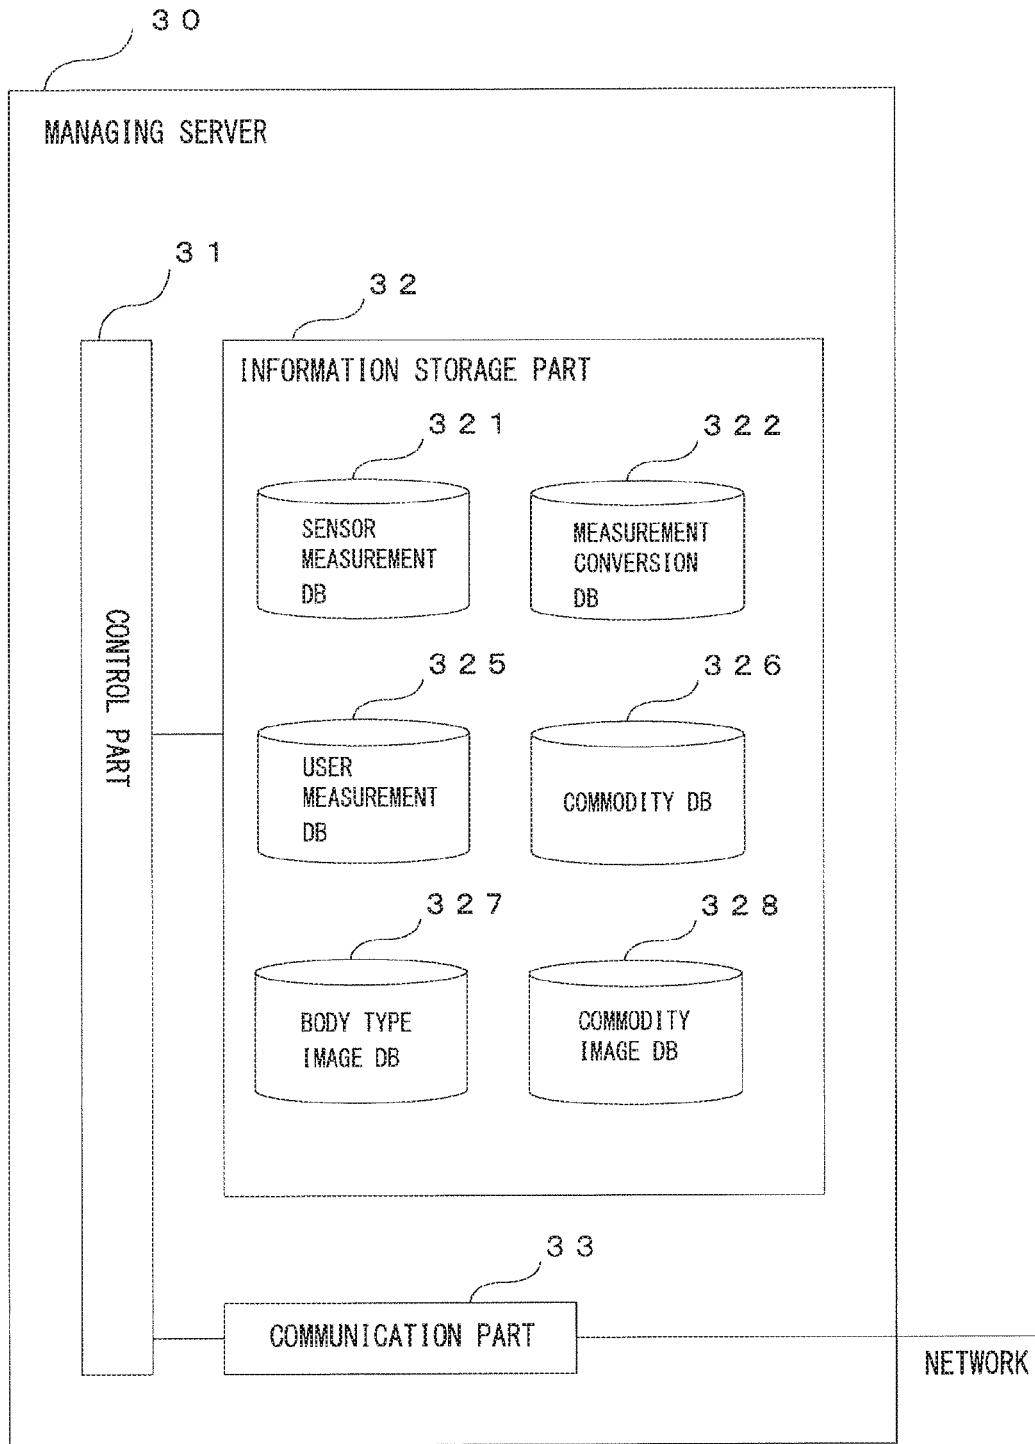 30
MANAGING SERVER
31
32
INFORMATION STORAGE PART
321
322
SENSOR
MEASUREMENT
DB
MEASUREMENT
CONVERSION
DB
CONTROL PART
325
326
USER
MEASUREMENT
DB
COMMODITY DB
327
328
BODY TYPE
IMAGE DB
COMMODITY
IMAGE DB
33
COMMUNICATION PART
NETWORK